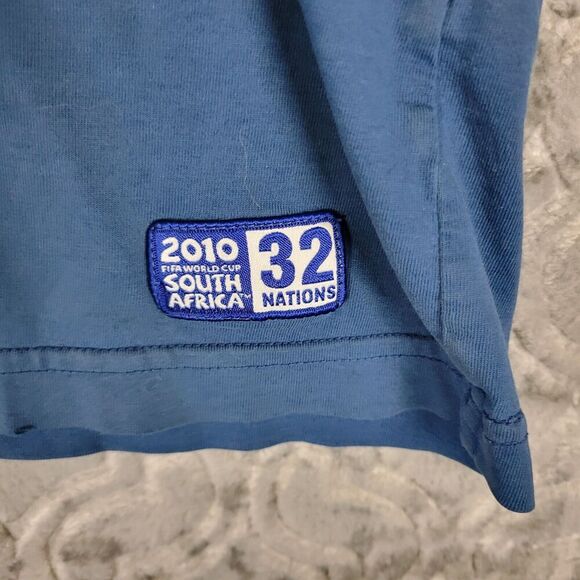 2010
FIFA WORLD CUP
SOUTH
AFRICA™
32
NATIONS